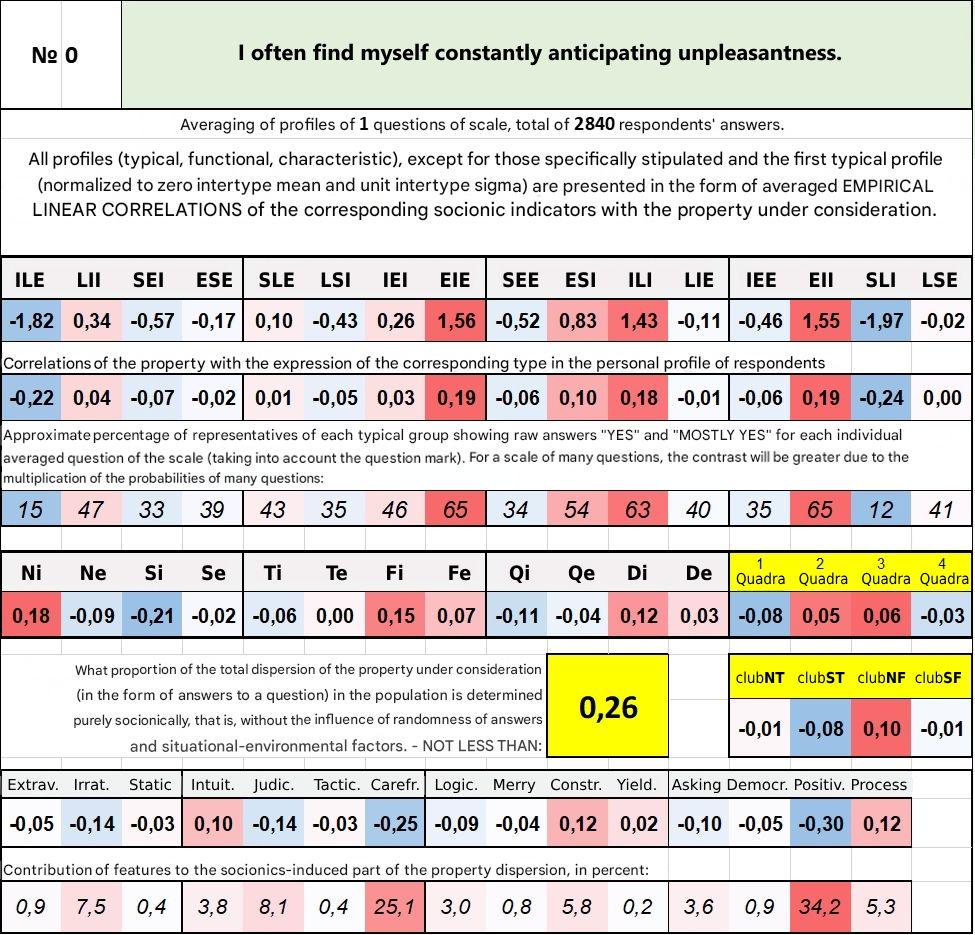 № 0
I often find myself constantly anticipating unpleasantness.
Averaging of profiles of 1 questions of scale, total of 2840 respondents' answers.
All profiles (typical, functional, characteristic), except for those specifically stipulated and the first typical profile
(normalized to zero intertype mean and unit intertype sigma) are presented in the form of averaged EMPIRICAL
LINEAR CORRELATIONS of the corresponding socionic indicators with the property under consideration.
ILE LII SEI ESE SLE LSI IEI EIE SEE ESI ILI LIE IEE EII SLI LSE
-1,82 0,34 -0,57 -0,17 0,10 -0,43 0,26 1,56 -0,52 0,83 1,43 -0,11 -0,46 1,55 -1,97 -0,02
Correlations of the property with the expression of the corresponding type in the personal profile of respondents
-0,22 0,04 -0,07 -0,02 0,01 -0,05 0,03 0,19 -0,06 0,10 0,18 -0,01 -0,06 0,19 -0,24 0,00
Approximate percentage of representatives of each typical group showing raw answers "YES" and "MOSTLY YES" for each individual
averaged question of the scale (taking into account the question mark). For a scale of many questions, the contrast will be greater due to the
multiplication of the probabilities of many questions:
15 47 33 39 43 35 46 65 34 54 63 40 35 65 12 41
Ni Ne Si Se Ti Te Fi Fe Qi Qe Di De 1 2 3 4
Quadra Quadra Quadra Quadra
0,18 -0,09 -0,21 -0,02 -0,06 0,00 0,15 0,07 -0,11 -0,04 0,12 0,03 -0,08 0,05 0,06 -0,03
What proportion of the total dispersion of the property under consideration
(in the form of answers to a question) in the population is determined
purely socionically, that is, without the influence of randomness of answers
and situational-environmental factors. - NOT LESS THAN:
0,26
clubNT clubST clubNF clubSF
-0,01 -0,08 0,10 -0,01
Extrav. Irrat. Static Intuit. Judic. Tactic. Carefr. Logic. Merry Constr. Yield. Asking Democr. Positiv. Process
-0,05 -0,14 -0,03 0,10 -0,14 -0,03 -0,25 -0,09 -0,04 0,12 0,02 -0,10 -0,05 -0,30 0,12
Contribution of features to the socionics-induced part of the property dispersion, in percent:
0,9 7,5 0,4 3,8 8,1 0,4 25,1 3,0 0,8 5,8 0,2 3,6 0,9 34,2 5,3